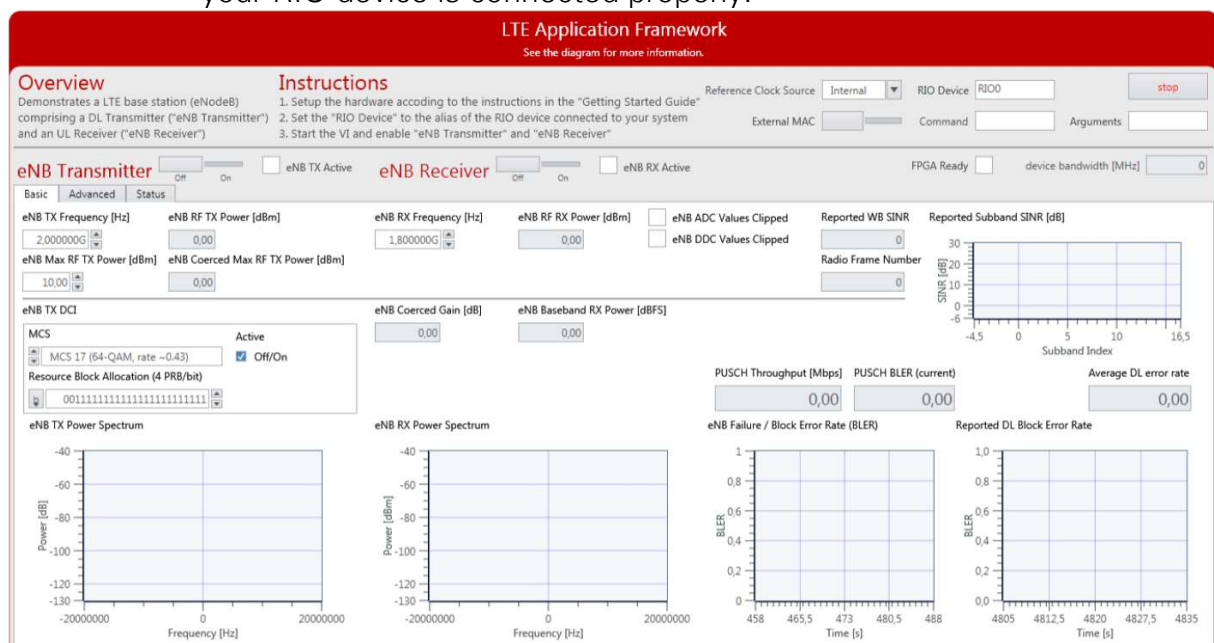 your RIO device is connected properly.
LTE Application Framework
See the diagram for more information.
Overview
Demonstrates a LTE base station (eNodeB)
comprising a DL Transmitter ("eNB Transmitter")
and an UL Receiver ("eNB Receiver")
Instructions
1. Setup the hardware accoding to the instructions in the "Getting Started Guide"
2. Set the "RIO Device" to the alias of the RIO device connected to your system
3. Start the VI and enable "eNB Transmitter" and "eNB Receiver"
Reference Clock Source Internal RIO Device RIO0 stop
External MAC Command Arguments
eNB Transmitter Off On eNB TX Active eNB Receiver Off On eNB RX Active FPGA Ready device bandwidth [MHz] 0
Basic Advanced Status
eNB TX Frequency [Hz] eNB RF TX Power [dBm] eNB RX Frequency [Hz] eNB RF RX Power [dBm] eNB ADC Values Clipped Reported WB SINR Reported Subband SINR [dB]
2,000000G 0,00 1,800000G 0,00 eNB DDC Values Clipped 0
eNB Max RF TX Power [dBm] eNB Coerced Max RF TX Power [dBm] Radio Frame Number
10,00 0,00 0
30
20
10
0
-6
SINR [dB]
-4,5 0 5 10 16,5
Subband Index
eNB TX DCI eNB Coerced Gain [dB] eNB Baseband RX Power [dBFS]
0,00 0,00
MCS Active
MCS 17 (64-QAM, rate ~0.43) Off/On
Resource Block Allocation (4 PRB/bit)
b 0011111111111111111111111
PUSCH Throughput [Mbps] PUSCH BLER (current) Average DL error rate
0,00 0,00 0,00
eNB TX Power Spectrum
-40
-60
-80
-100
-120
-130
Power [dB]
-20000000 0 20000000
Frequency [Hz]
eNB RX Power Spectrum
-40
-60
-80
-100
-120
-130
Power [dBm]
-20000000 0 20000000
Frequency [Hz]
eNB Failure / Block Error Rate (BLER)
1
0,8
0,6
0,4
0,2
0
BLER
458 465,5 473 480,5 488
Time [s]
Reported DL Block Error Rate
1,0
0,8
0,6
0,4
0,2
0,0
BLER
4805 4812,5 4820 4827,5 4835
Time [s]